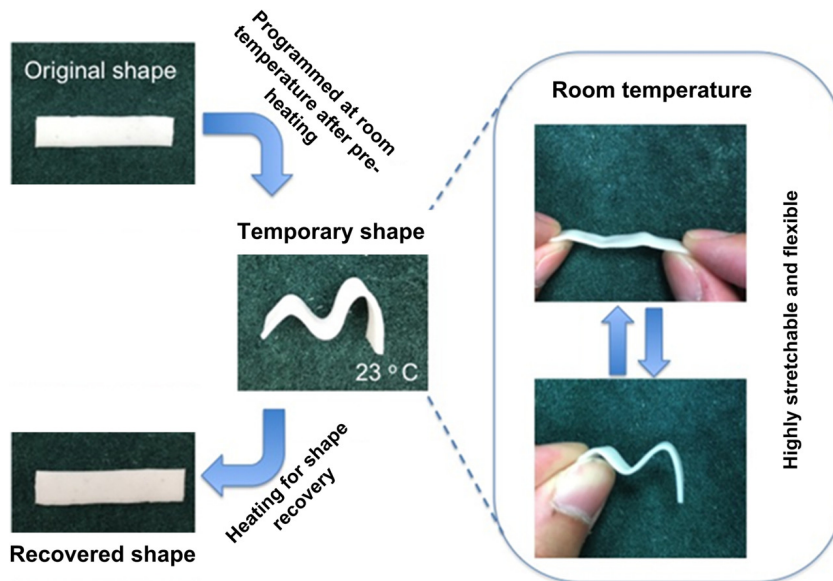 Original shape
Programmed at room
temperature after pre-
heating
Temporary shape
23 °C
Heating for shape
recovery
Recovered shape
Room temperature
Highly stretchable and flexible